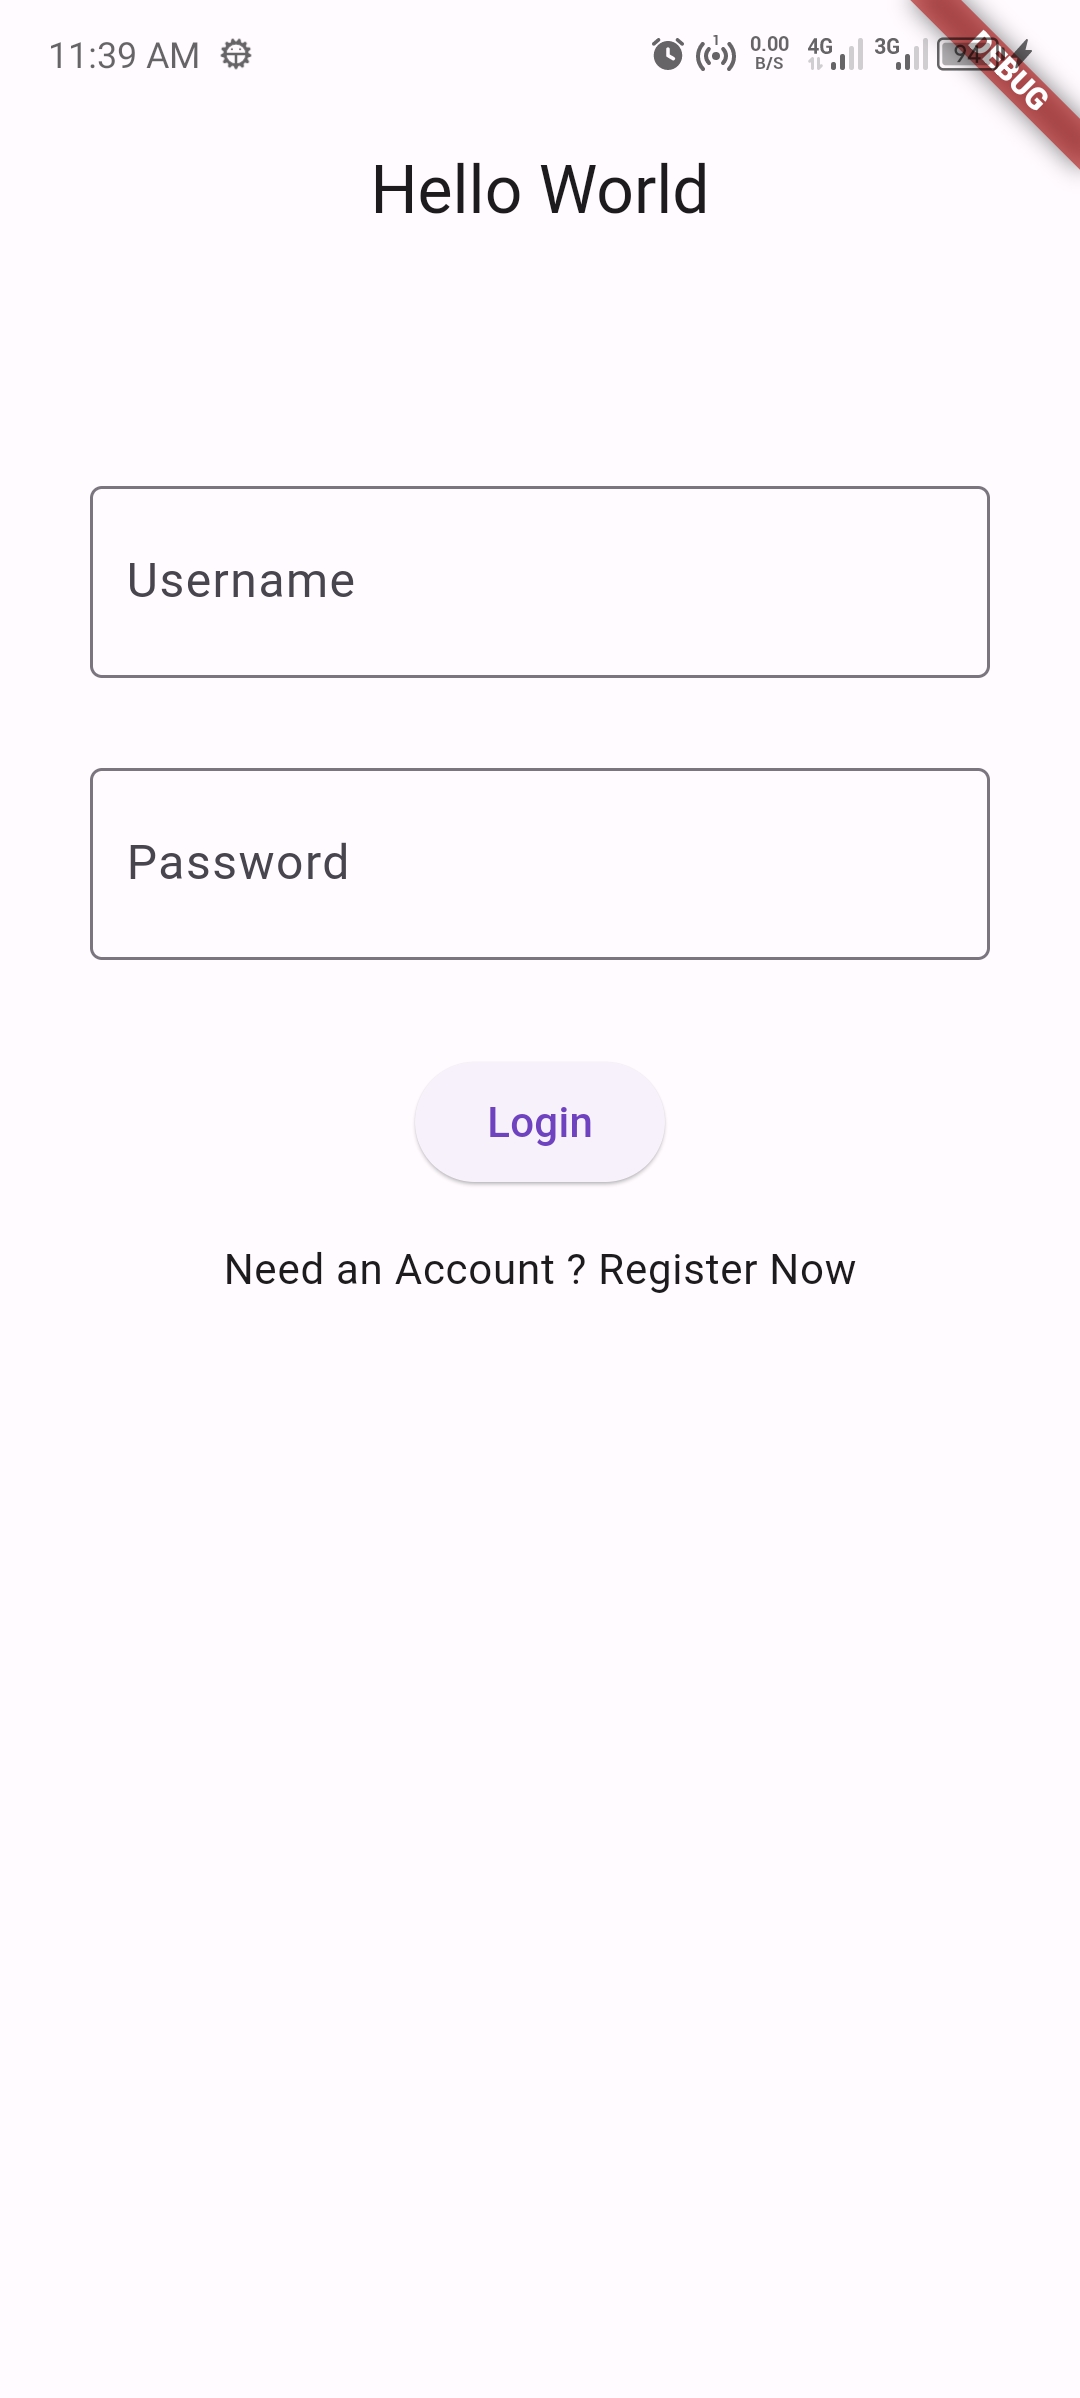 11:39 AM
1
0.00
B/S
4G
3G
94
DEBUG
Hello World
Username
Password
Login
Need an Account ? Register Now